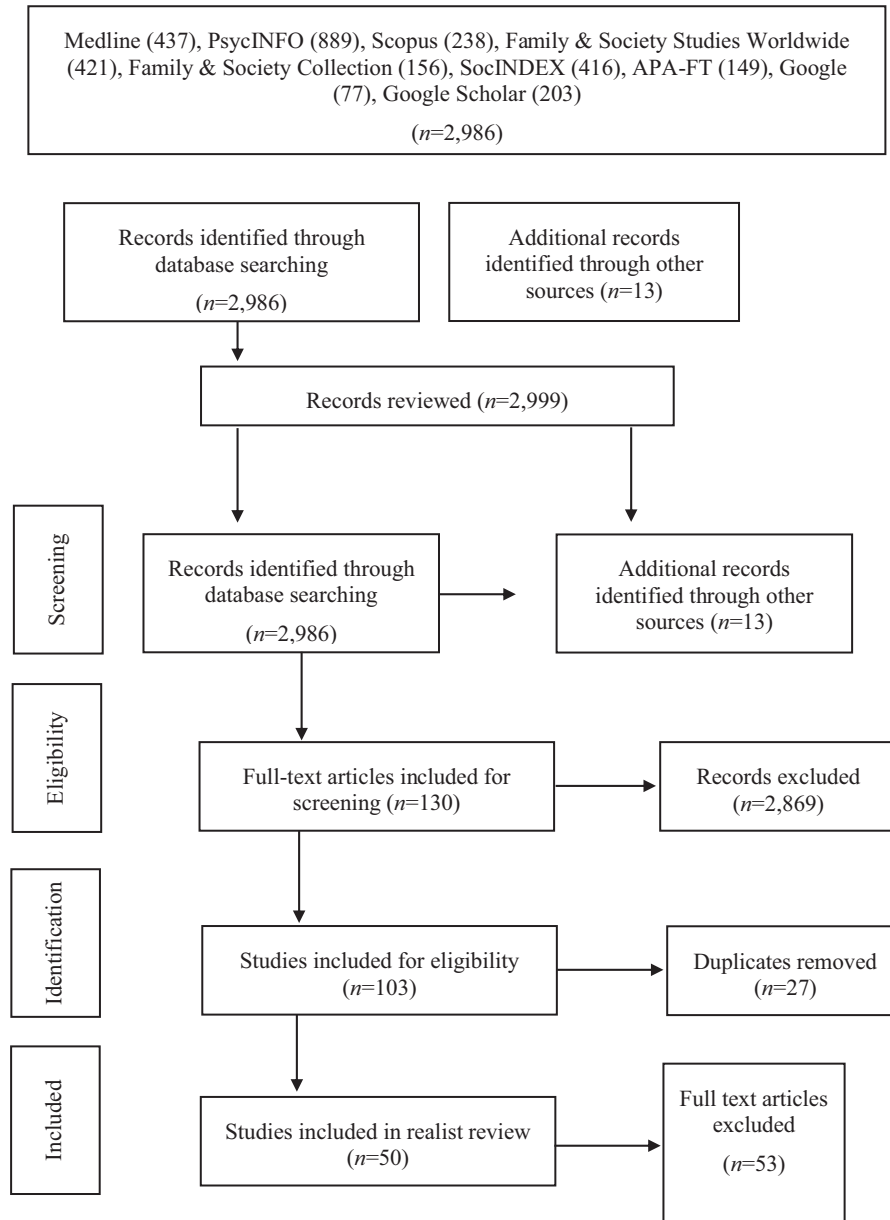 Medline (437), PsycINFO (889), Scopus (238), Family & Society Studies Worldwide
(421), Family & Society Collection (156), SocINDEX (416), APA-FT (149), Google
(77), Google Scholar (203)
(n=2,986)
Records identified through
database searching
(n=2,986)
Additional records
identified through other
sources (n=13)
Records reviewed (n=2,999)
Screening
Records identified through
database searching
(n=2,986)
Additional records
identified through other
sources (n=13)
Eligibility
Full-text articles included for
screening (n=130)
Records excluded
(n=2,869)
Identification
Studies included for eligibility
(n=103)
Duplicates removed
(n=27)
Included
Studies included in realist review
(n=50)
Full text articles
excluded
(n=53)